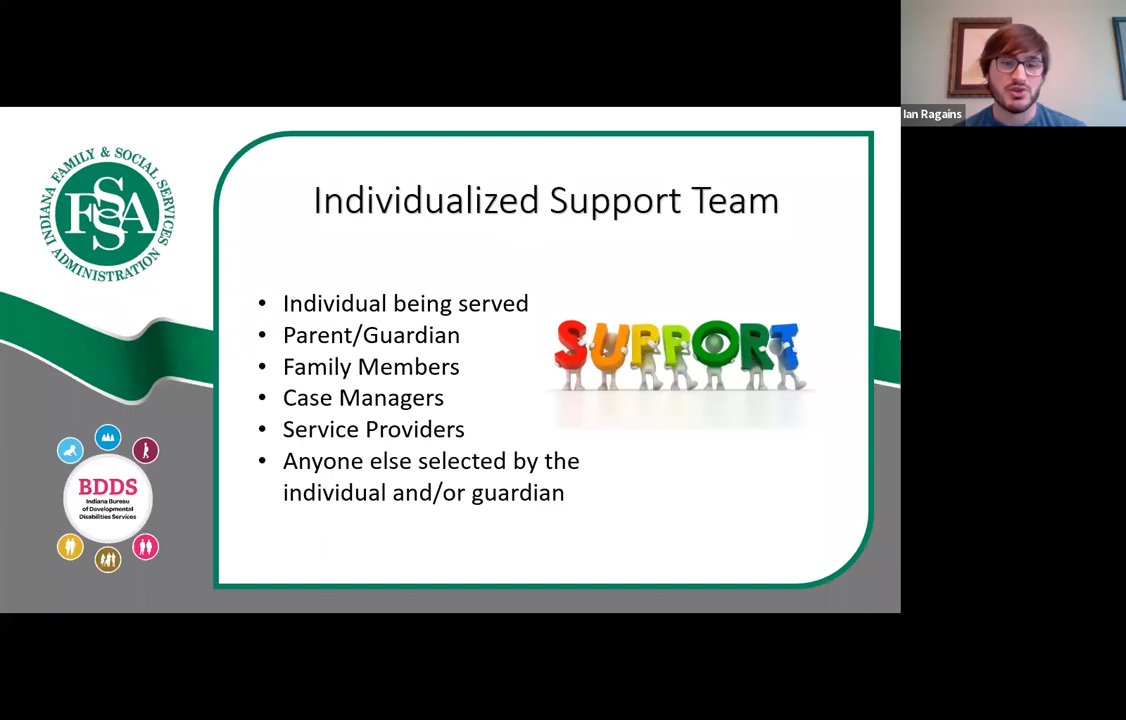 Ian Ragains
INDIANA FAMILY & SOCIAL SERVICES
ADMINISTRATION
FSSA
Individualized Support Team
• Individual being served
• Parent/Guardian
• Family Members
• Case Managers
• Service Providers
• Anyone else selected by the
individual and/or guardian
SUPPORT
BDDS
Indiana Bureau
of Developmental
Disabilities Services